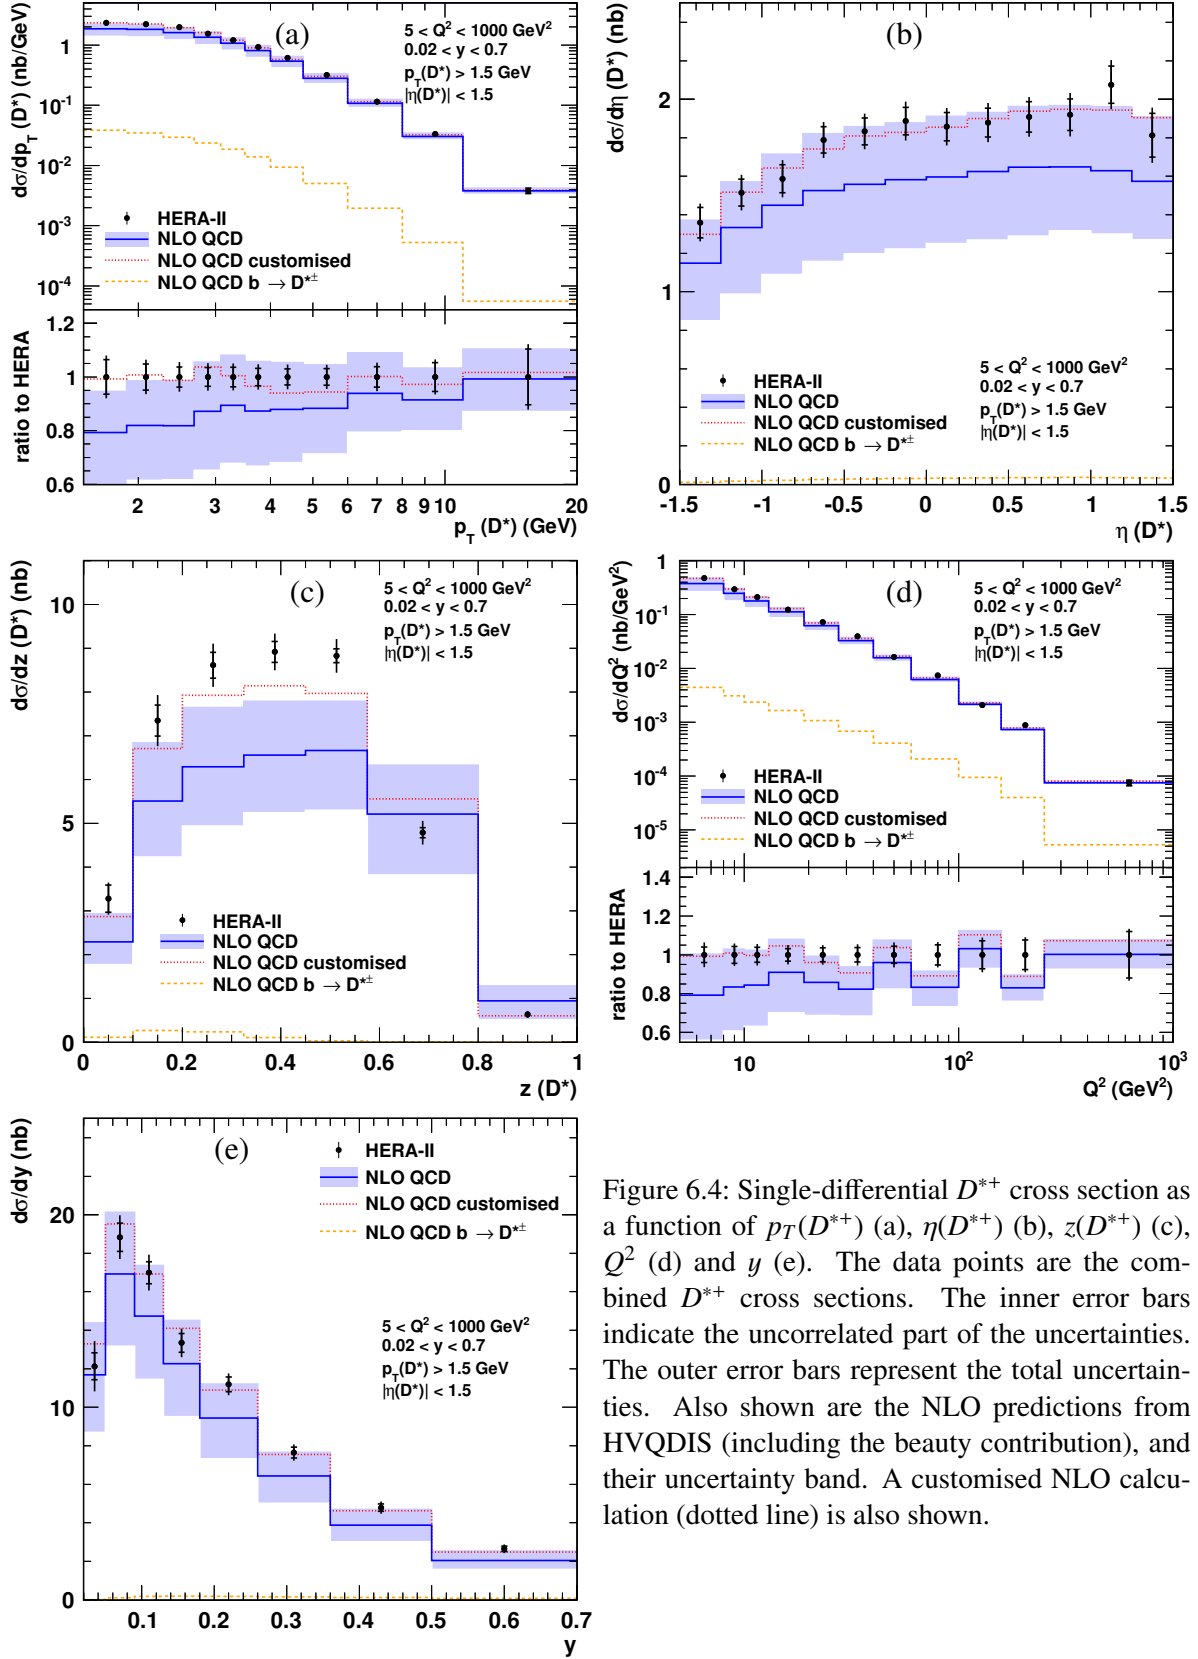 dσ/dp_T (D*) (nb/GeV)
1
10^-1
10^-2
10^-3
10^-4
(a)
5 < Q² < 1000 GeV²
0.02 < y < 0.7
p_T(D*) > 1.5 GeV
|η(D*)| < 1.5
HERA-II
NLO QCD
NLO QCD customised
NLO QCD b → D*±
ratio to HERA
1.2
1
0.8
0.6
2 3 4 5 6 7 8 9 10 20
p_T (D*) (GeV)
dσ/dη (D*) (nb)
2
1
0
(b)
HERA-II
NLO QCD
NLO QCD customised
NLO QCD b → D*±
5 < Q² < 1000 GeV²
0.02 < y < 0.7
p_T(D*) > 1.5 GeV
|η(D*)| < 1.5
-1.5 -1 -0.5 0 0.5 1 1.5
η (D*)
dσ/dz (D*) (nb)
10
5
0
(c)
5 < Q² < 1000 GeV²
0.02 < y < 0.7
p_T(D*) > 1.5 GeV
|η(D*)| < 1.5
HERA-II
NLO QCD
NLO QCD customised
NLO QCD b → D*±
0 0.2 0.4 0.6 0.8 1
z (D*)
dσ/dQ² (nb/GeV²)
1
10^-1
10^-2
10^-3
10^-4
10^-5
(d)
5 < Q² < 1000 GeV²
0.02 < y < 0.7
p_T(D*) > 1.5 GeV
|η(D*)| < 1.5
HERA-II
NLO QCD
NLO QCD customised
NLO QCD b → D*±
ratio to HERA
1.4
1.2
1
0.8
0.6
10 10² 10³
Q² (GeV²)
dσ/dy (nb)
20
10
0
(e)
HERA-II
NLO QCD
NLO QCD customised
NLO QCD b → D*±
5 < Q² < 1000 GeV²
0.02 < y < 0.7
p_T(D*) > 1.5 GeV
|η(D*)| < 1.5
0.1 0.2 0.3 0.4 0.5 0.6 0.7
y
Figure 6.4: Single-differential D*+ cross section as
a function of p_T(D*+) (a), η(D*+) (b), z(D*+) (c),
Q² (d) and y (e). The data points are the com-
bined D*+ cross sections. The inner error bars
indicate the uncorrelated part of the uncertainties.
The outer error bars represent the total uncertain-
ties. Also shown are the NLO predictions from
HVQDIS (including the beauty contribution), and
their uncertainty band. A customised NLO calcu-
lation (dotted line) is also shown.